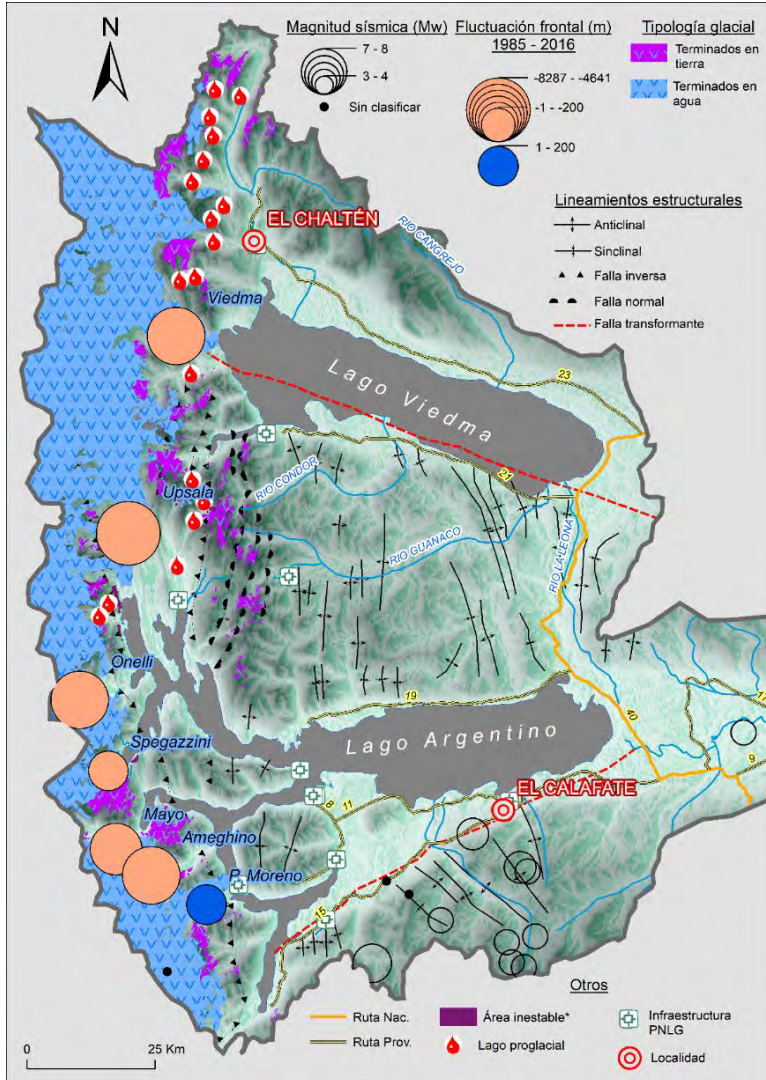 N
Magnitud sísmica (Mw)
7 - 8
3 - 4
Sin clasificar
Fluctuación frontal (m)
1985 - 2016
-8287 - -4641
-1 - -200
1 - 200
Tipología glacial
Terminados en
tierra
Terminados en
agua
Lineamientos estructurales
Anticlinal
Sinclinal
Falla inversa
Falla normal
Falla transformante
EL CHALTÉN
RIO CANGREJO
Viedma
Lago Viedma
23
21
Upsala
RIO CONDOR
RIO GUANACO
RIO LA LEONA
Onelli
19
40
Spegazzini
Lago Argentino
9
EL CALAFATE
Mayo
8
11
Ameghino
P. Moreno
15
Otros
Ruta Nac.
Ruta Prov.
Área inestable*
Lago proglacial
Infraestructura
PNLG
Localidad
0
25 Km